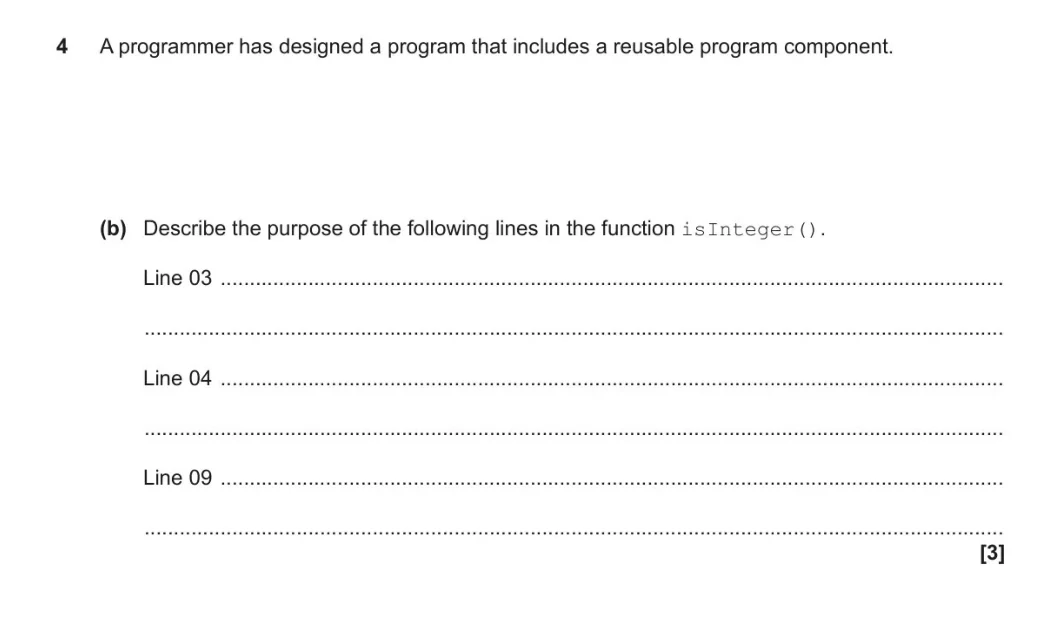 4 A programmer has designed a program that includes a reusable program component.
(b) Describe the purpose of the following lines in the function isInteger().
Line 03 ..........................................................................................................................................
..........................................................................................................................................
Line 04 ..........................................................................................................................................
..........................................................................................................................................
Line 09 ..........................................................................................................................................
..........................................................................................................................................
[3]